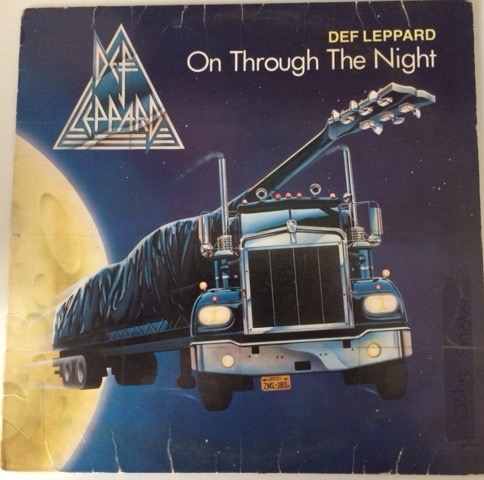 DEF LEPPARD
On Through The Night
DEF
LEPPARD